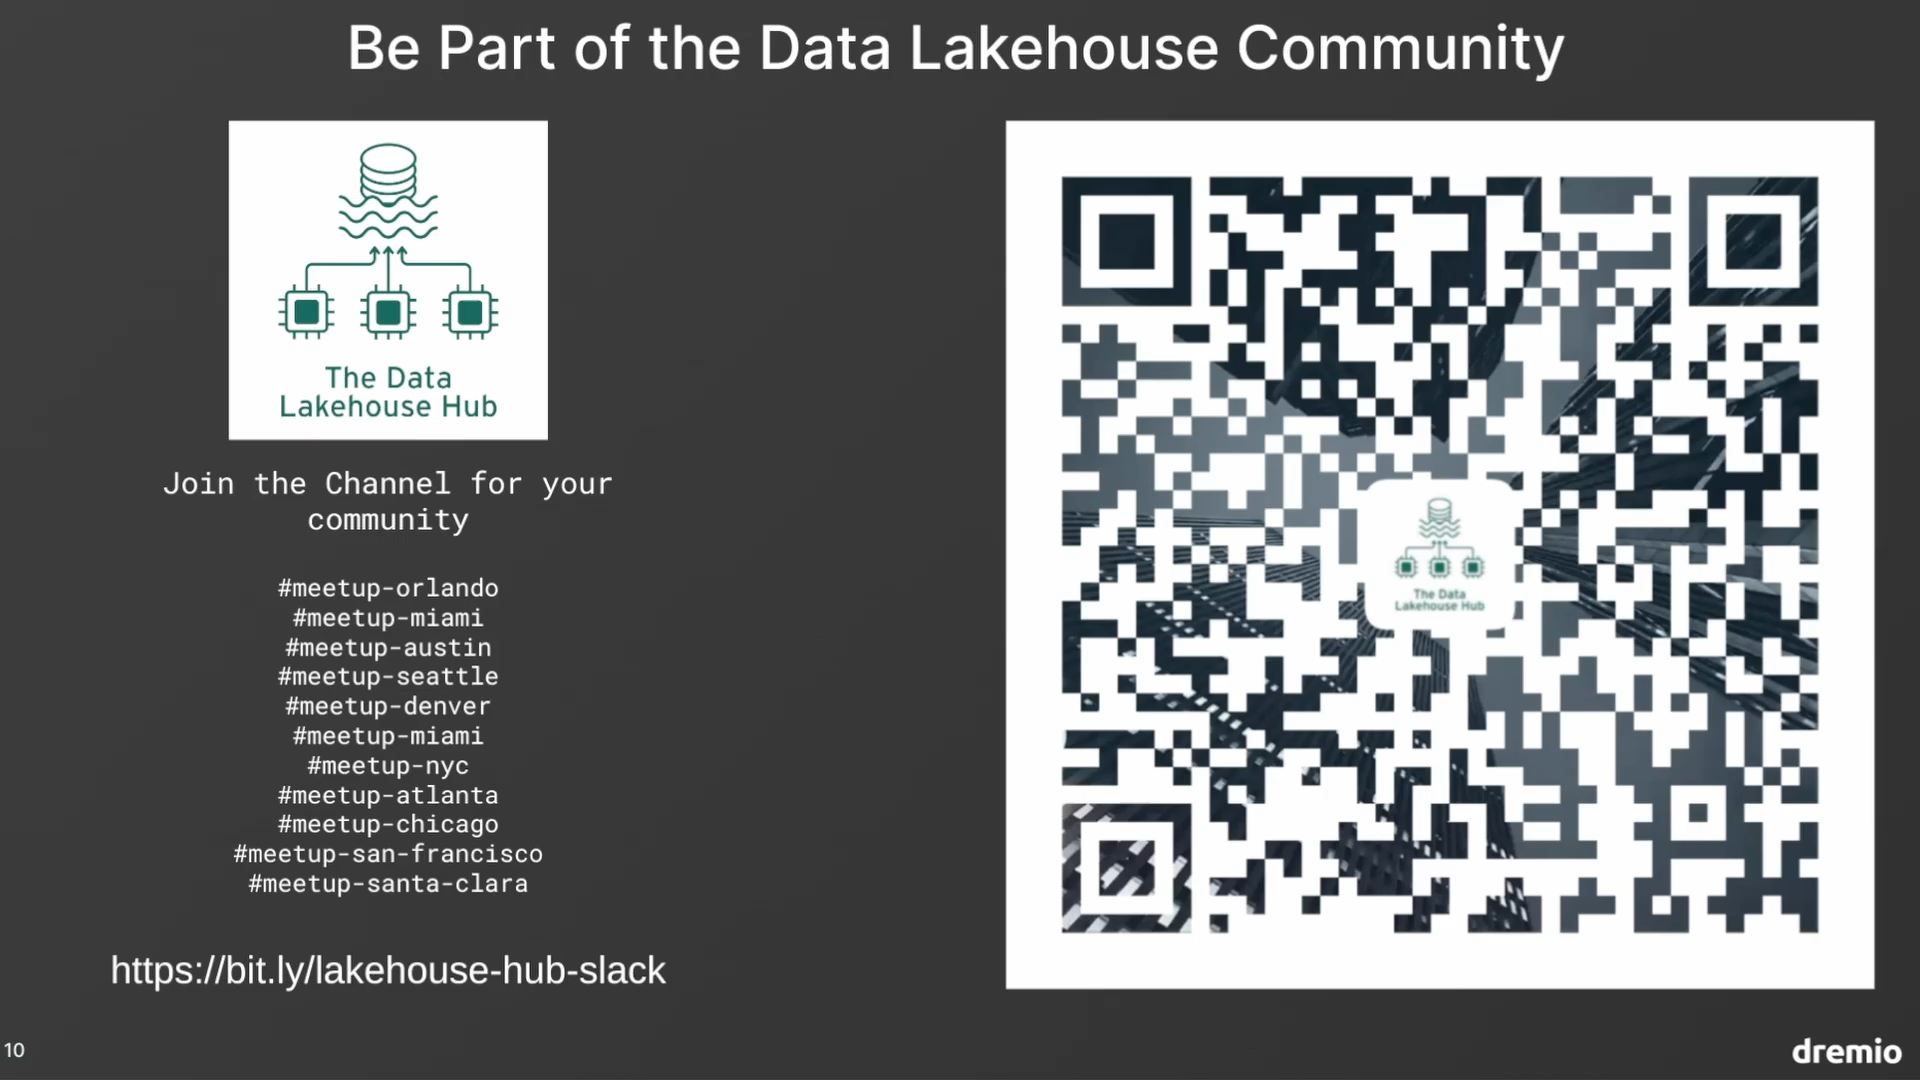 Be Part of the Data Lakehouse Community
The Data
Lakehouse Hub
Join the Channel for your
community
#meetup-orlando
#meetup-miami
#meetup-austin
#meetup-seattle
#meetup-denver
#meetup-miami
#meetup-nyc
#meetup-atlanta
#meetup-chicago
#meetup-san-francisco
#meetup-santa-clara
https://bit.ly/lakehouse-hub-slack
The Data
Lakehouse Hub
10
dremio